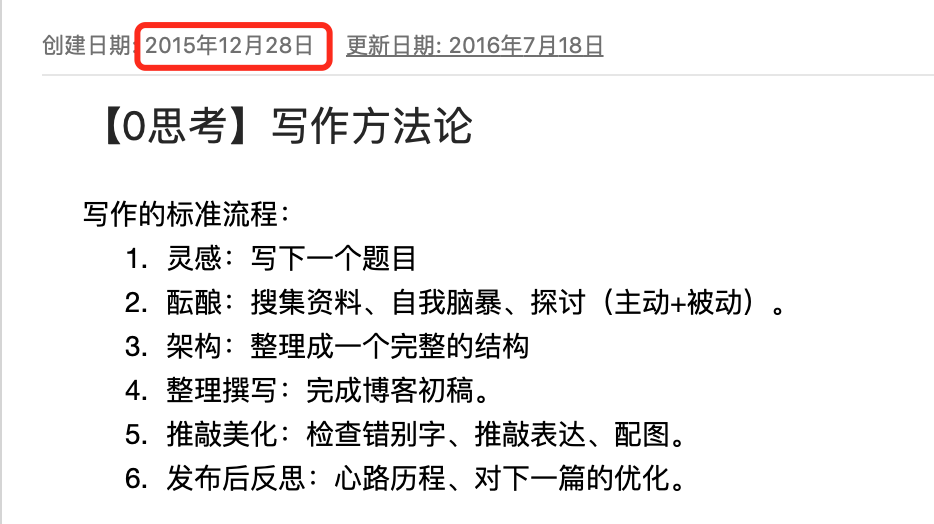 创建日期: 2015年12月28日 更新日期: 2016年7月18日
【0思考】写作方法论
写作的标准流程：
1. 灵感：写下一个题目
2. 酝酿：搜集资料、自我脑暴、探讨（主动+被动）。
3. 架构：整理成一个完整的结构
4. 整理撰写：完成博客初稿。
5. 推敲美化：检查错别字、推敲表达、配图。
6. 发布后反思：心路历程、对下一篇的优化。